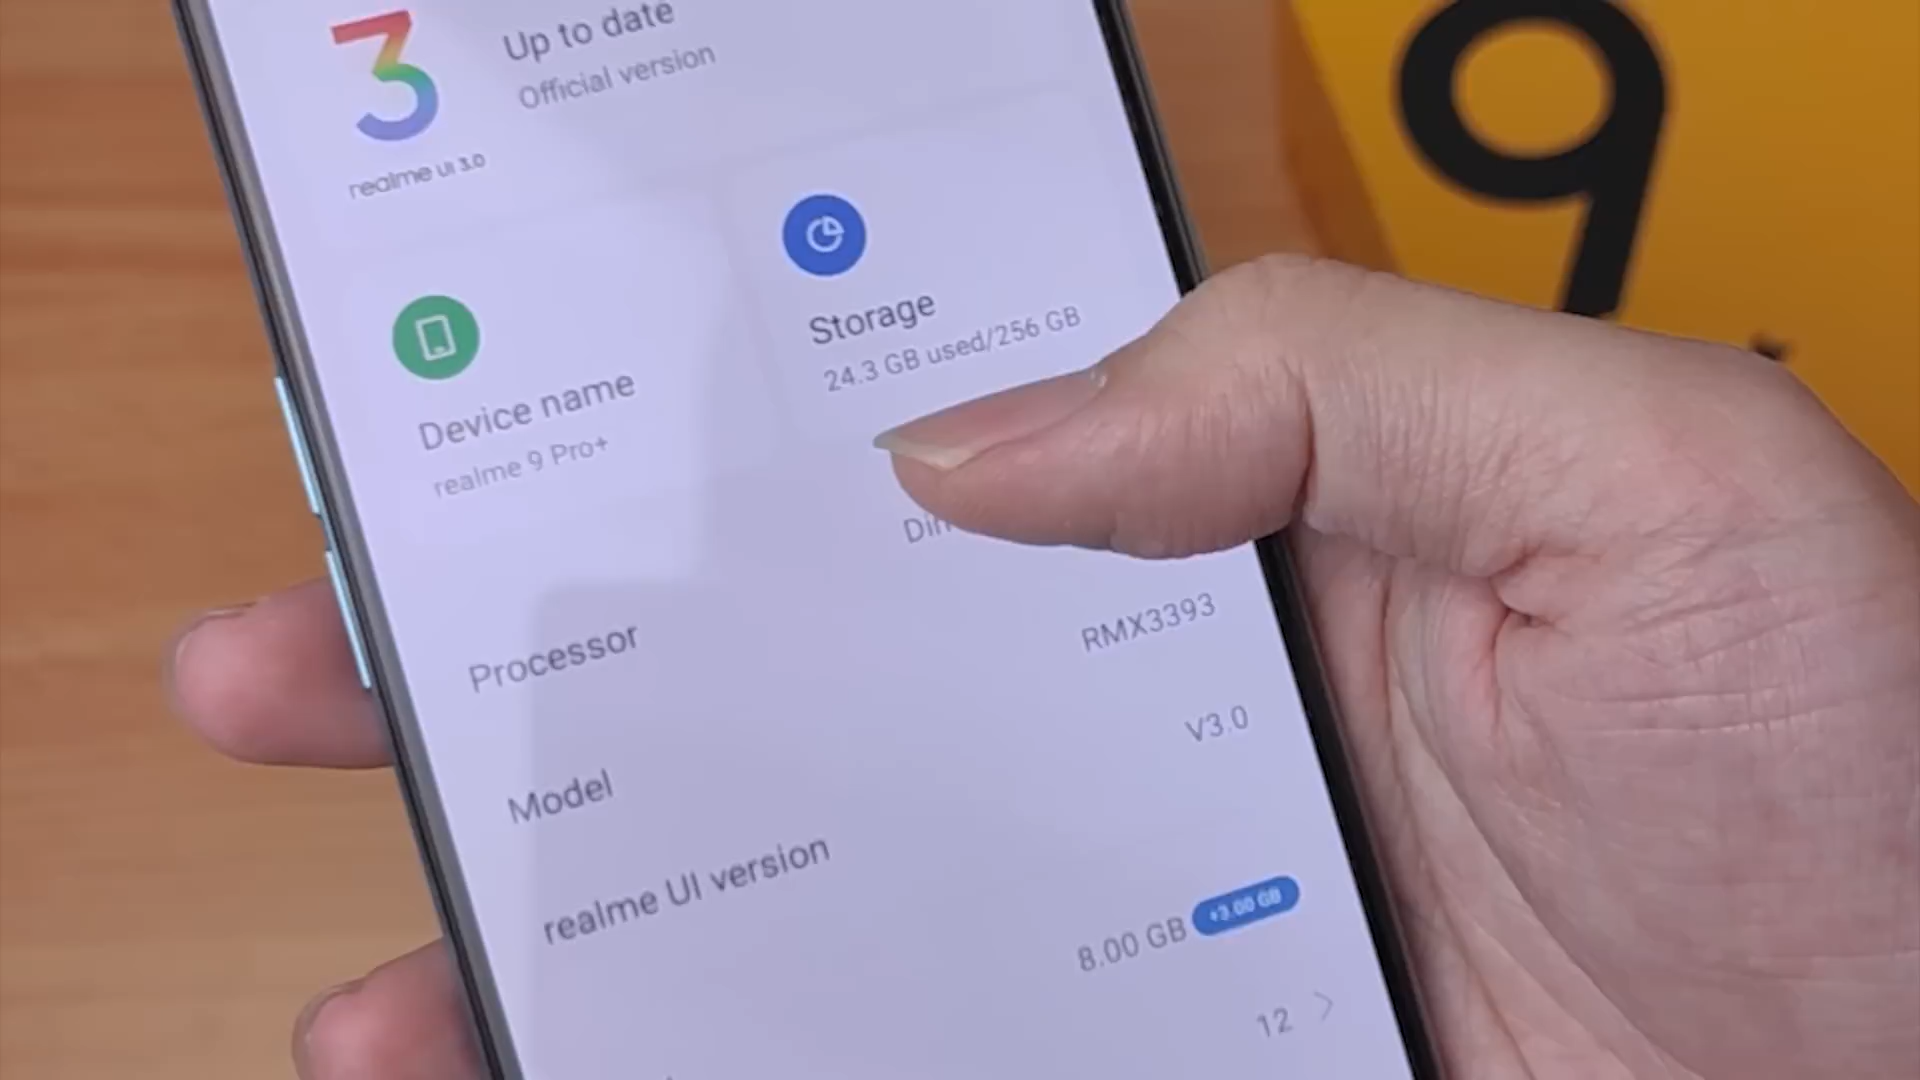 3
Up to date
Official version
realme UI 3.0
9
Storage
24.3 GB used/256 GB
Device name
realme 9 Pro+
Processor
Model
RMX3393
realme UI version
V3.0
8.00 GB +3.00 GB
12 >